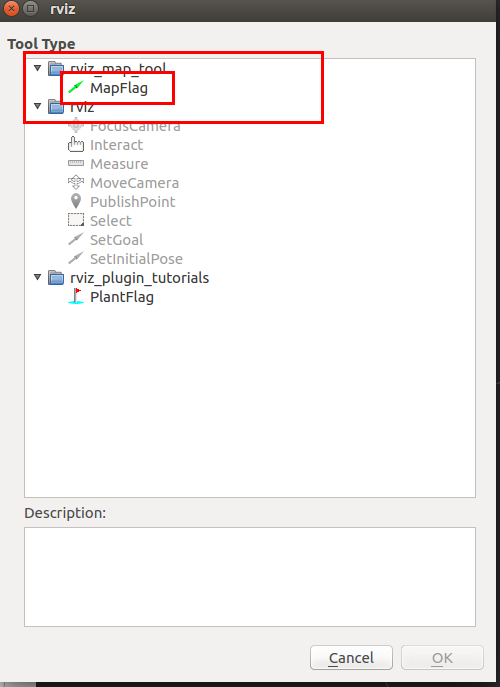 rviz
Tool Type
rviz_map_tool
MapFlag
rviz
FocusCamera
Interact
Measure
MoveCamera
PublishPoint
Select
SetGoal
SetInitialPose
rviz_plugin_tutorials
PlantFlag
Description:
Cancel OK